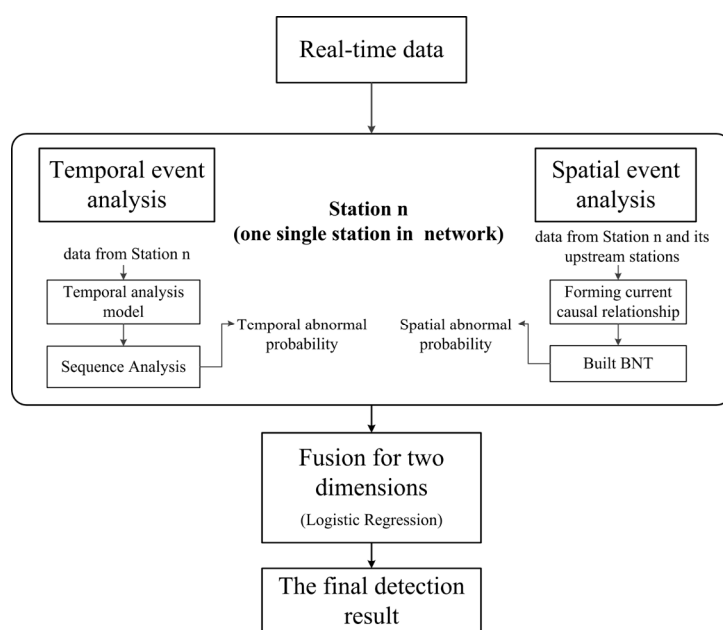 Real-time data
Temporal event
analysis
Spatial event
analysis
Station n
(one single station in network)
data from Station n
Temporal analysis
model
Sequence Analysis
Temporal abnormal
probability
data from Station n and its
upstream stations
Forming current
causal relationship
Built BNT
Spatial abnormal
probability
Fusion for two
dimensions
(Logistic Regression)
The final detection
result